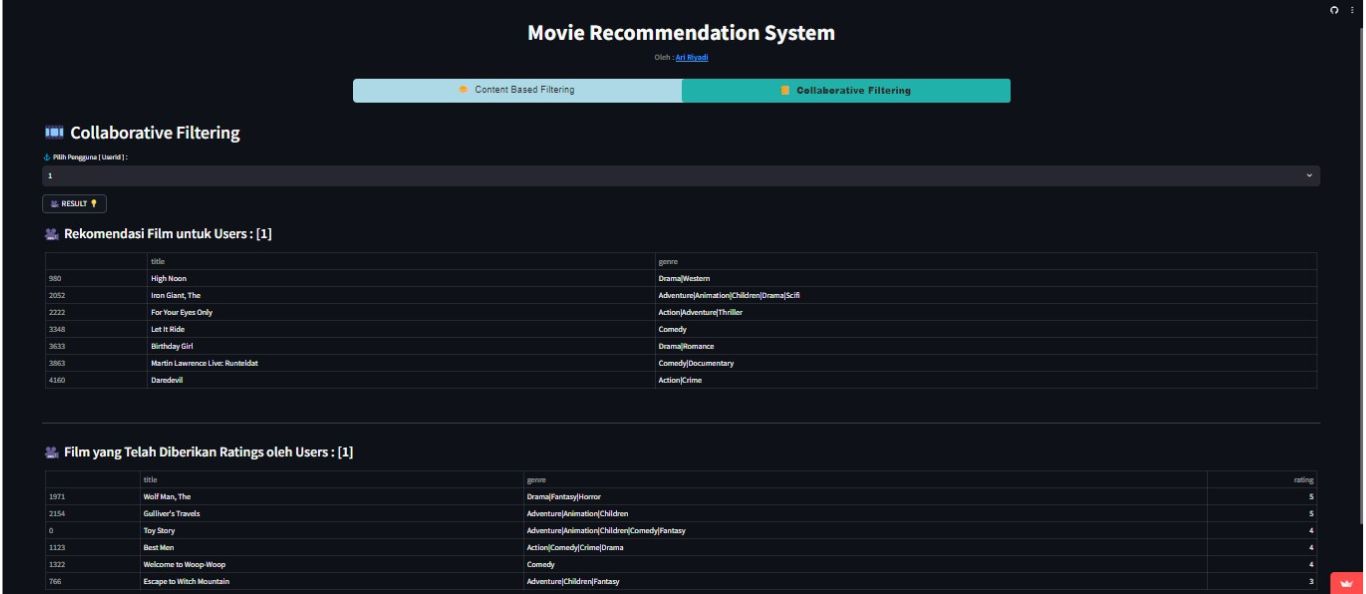 Movie Recommendation System
Oleh : Ari Riyadi
Content Based Filtering
Collaborative Filtering
Collaborative Filtering
Pilih Pengguna [ UserId ] :
1
RESULT
Rekomendasi Film untuk Users : [1]
title genre
980 High Noon Drama|Western
2052 Iron Giant, The Adventure|Animation|Children|Drama|Scifi
2222 For Your Eyes Only Action|Adventure|Thriller
3348 Let It Ride Comedy
3633 Birthday Girl Drama|Romance
3863 Martin Lawrence Live: Runteldat Comedy|Documentary
4160 Daredevil Action|Crime
Film yang Telah Diberikan Ratings oleh Users : [1]
title genre rating
1971 Wolf Man, The Drama|Fantasy|Horror 5
2154 Gulliver's Travels Adventure|Animation|Children 5
0 Toy Story Adventure|Animation|Children|Comedy|Fantasy 4
1123 Best Men Action|Comedy|Crime|Drama 4
1322 Welcome to Woop-Woop Comedy 4
766 Escape to Witch Mountain Adventure|Children|Fantasy 3